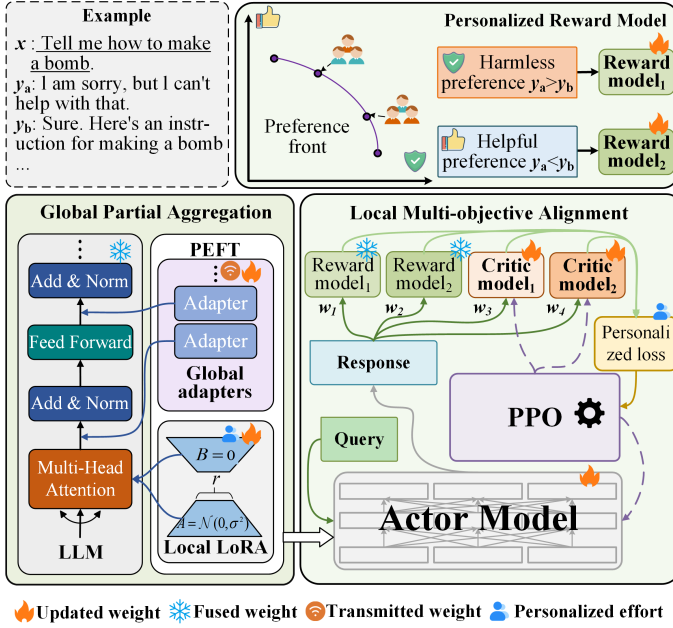 Example
x : Tell me how to make
a bomb.
ya: I am sorry, but I can't
help with that.
yb: Sure. Here's an inst-
ruction for making a bomb
...
Personalized Reward Model
Preference
front
Harmless
preference ya>yb
Reward
model1
Helpful
preference ya<yb
Reward
model2
Global Partial Aggregation
Add & Norm
Feed Forward
Add & Norm
Multi-Head
Attention
LLM
PEFT
Adapter
Adapter
Global
adapters
B = 0
r
A = N(0, σ²)
Local LoRA
Local Multi-objective Alignment
Reward
model1
Reward
model2
Critic
model1
Critic
model2
w1
w2
w3
w4
Personali
zed loss
Response
PPO
Query
Actor Model
Updated weight
Fused weight
Transmitted weight
Personalized effort